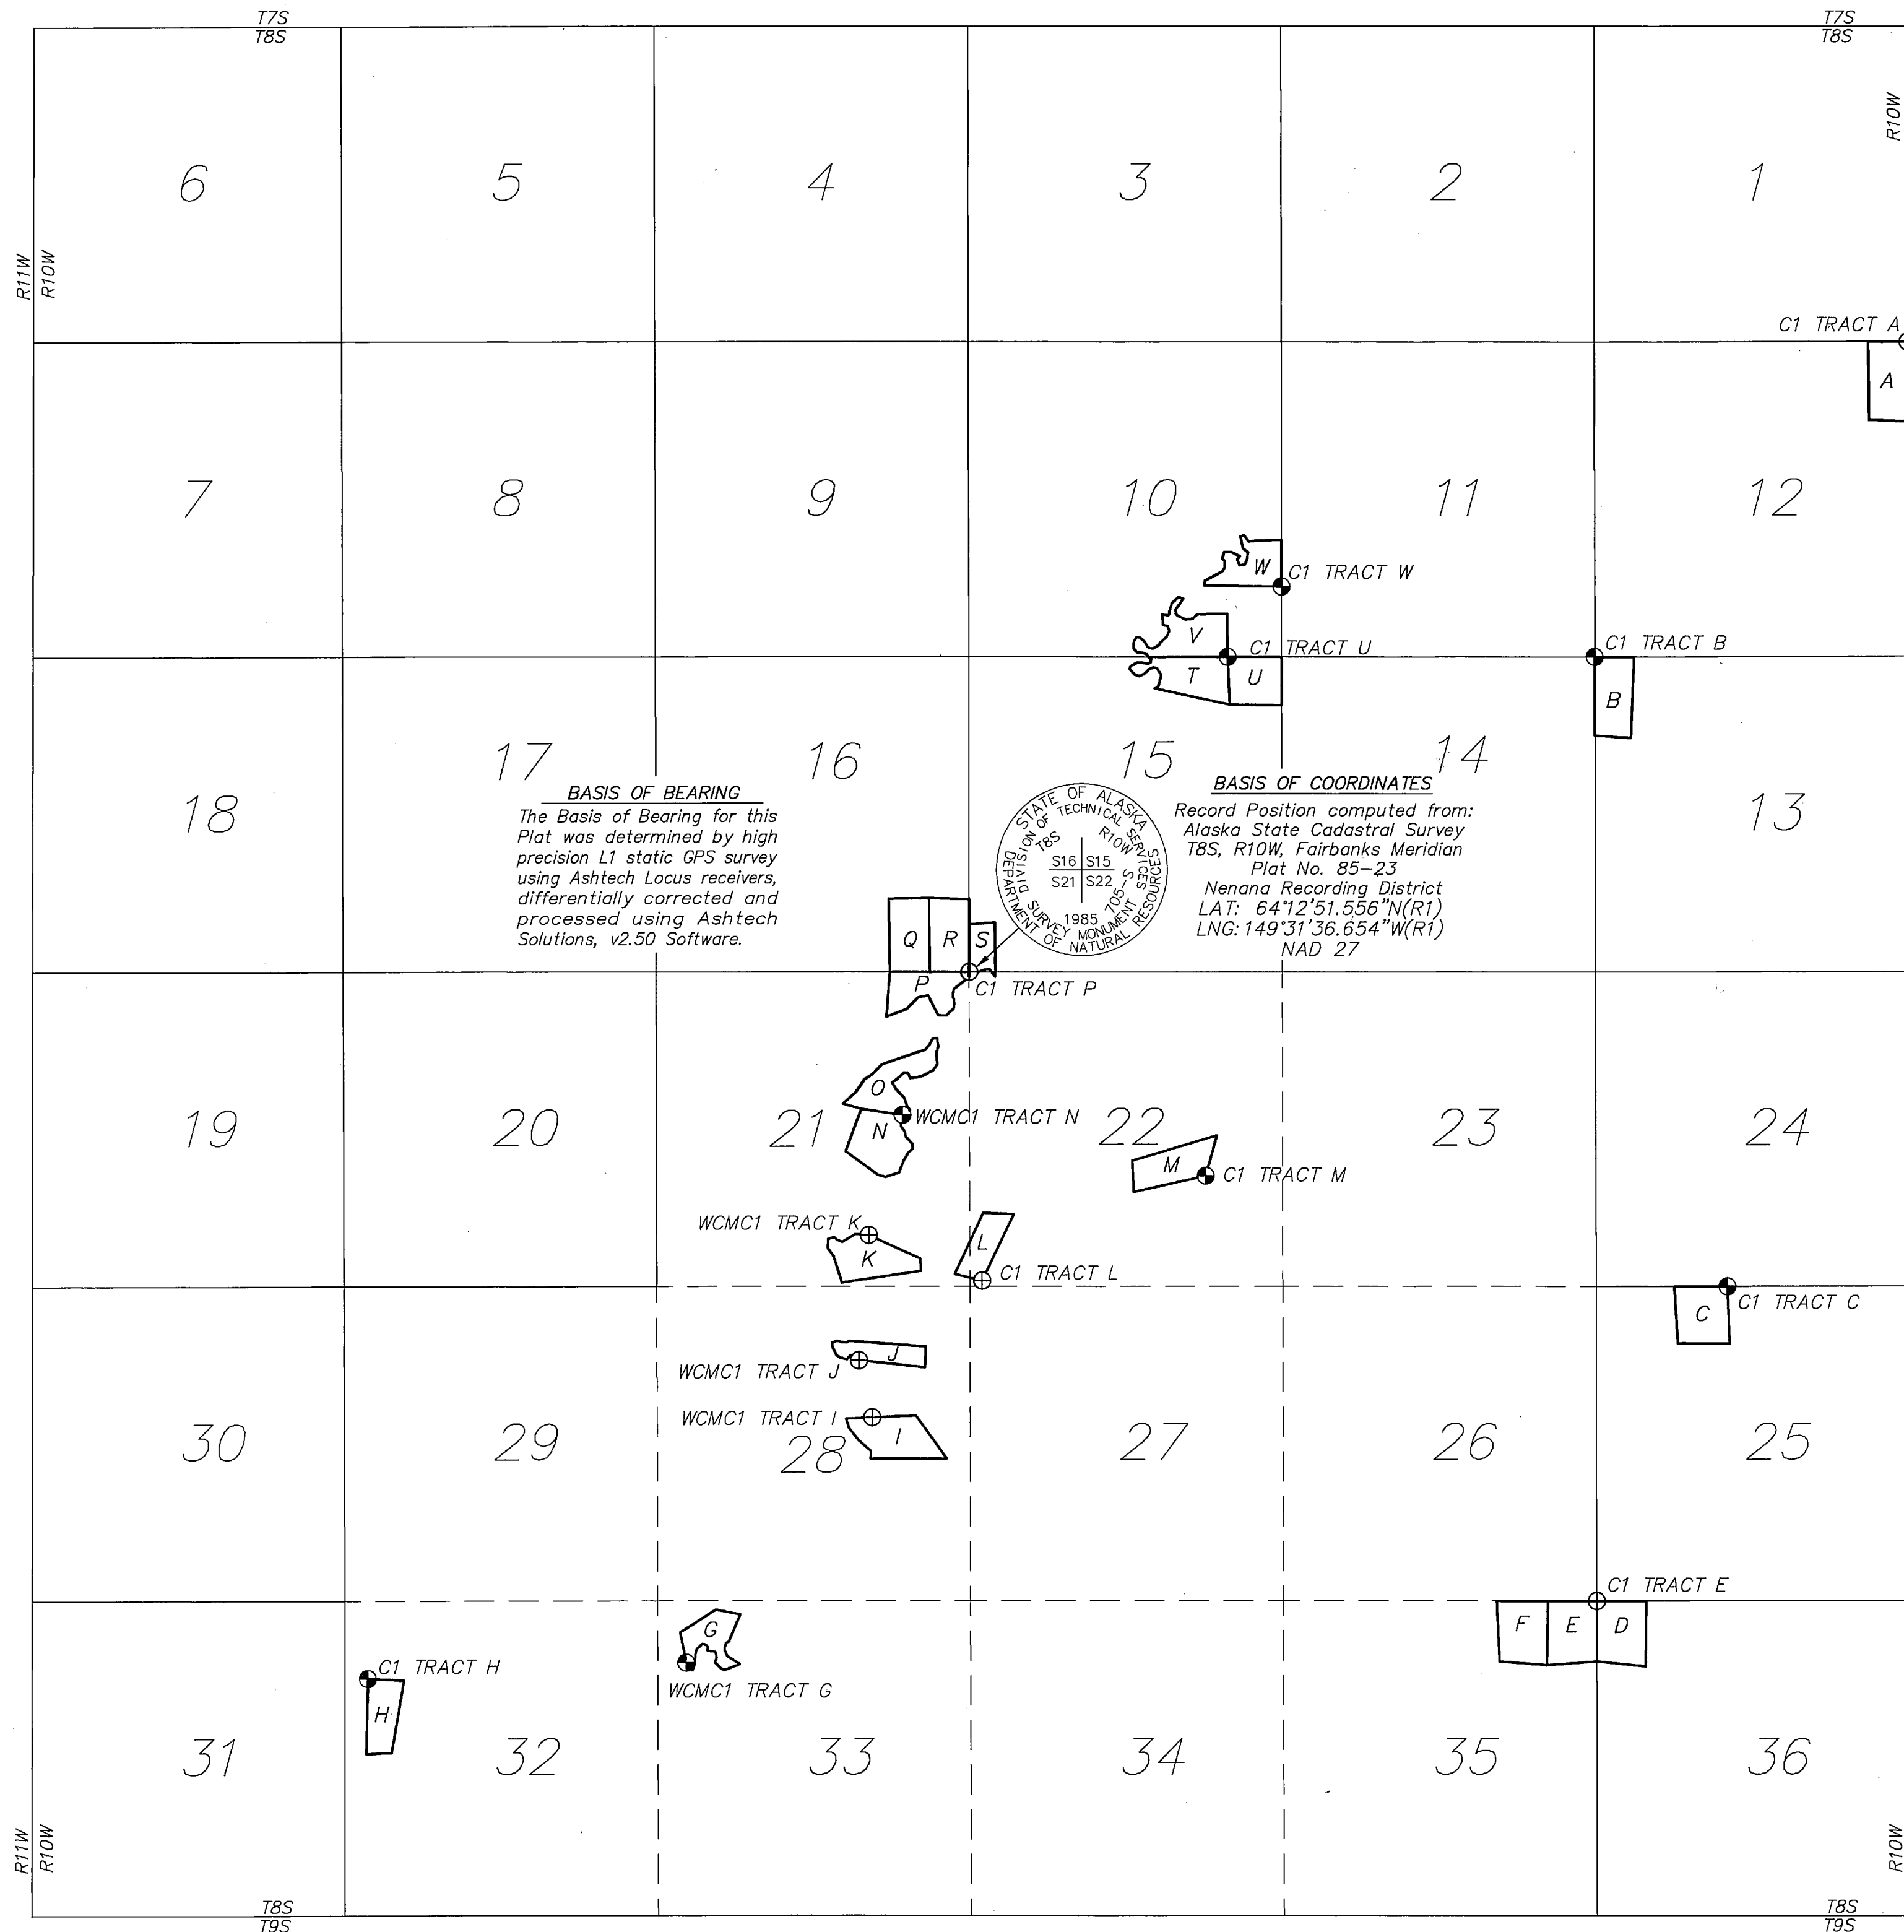 T7S
T8S
T7S
T8S
R10W
6
5
4
3
2
1
R11W
R10W
C1 TRACT A
A
7
8
9
10
11
12
W
C1 TRACT W
V
C1 TRACT U
C1 TRACT B
T
U
B
18
17
16
15
14
13
BASIS OF BEARING
The Basis of Bearing for this
Plat was determined by high
precision L1 static GPS survey
using Ashtech Locus receivers,
differentially corrected and
processed using Ashtech
Solutions, v2.50 Software.
STATE OF ALASKA
DEPARTMENT OF NATURAL RESOURCES
DIVISION OF TECHNICAL SERVICES
SURVEY MONUMENT
T8S
R10W
S16 S15
S21 S22
705-S
1985
BASIS OF COORDINATES
Record Position computed from:
Alaska State Cadastral Survey
T8S, R10W, Fairbanks Meridian
Plat No. 85-23
Nenana Recording District
LAT: 64°12'51.556"N(R1)
LNG: 149°31'36.654"W(R1)
NAD 27
Q
R
S
P
C1 TRACT P
O
19
20
21
N
WCMC1 TRACT N
22
23
24
M
C1 TRACT M
WCMC1 TRACT K
K
L
C1 TRACT L
C
C1 TRACT C
J
WCMC1 TRACT J
WCMC1 TRACT I
I
30
29
28
27
26
25
C1 TRACT E
F
E
D
G
WCMC1 TRACT G
C1 TRACT H
H
31
32
33
34
35
36
R11W
R10W
R10W
T8S
T9S
T8S
T9S